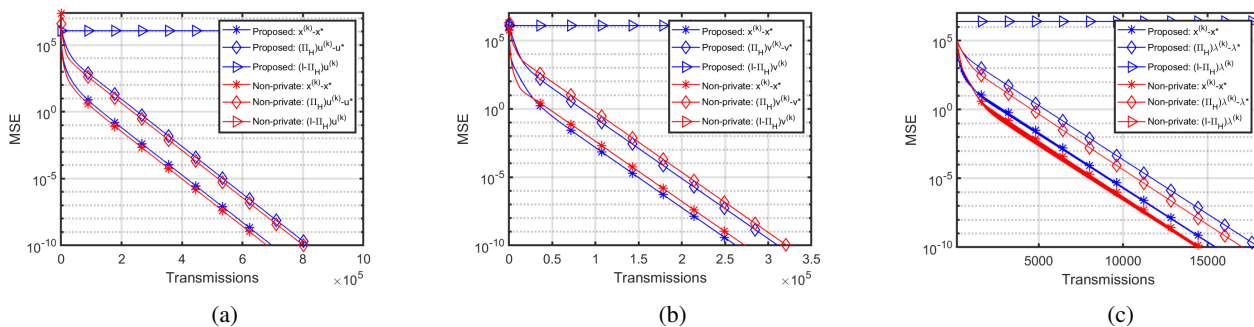 MSE
10^5
10^0
10^-5
10^-10
0
2
4
6
8
10
Transmissions
×10^5
Proposed: x^(k)-x*
Proposed: (Π_H)u^(k)-u*
Proposed: (I-Π_H)u^(k)
Non-private: x^(k)-x*
Non-private: (Π_H)u^(k)-u*
Non-private: (I-Π_H)u^(k)
(a)
MSE
10^5
10^0
10^-5
10^-10
0
0.5
1
1.5
2
2.5
3
3.5
Transmissions
×10^5
Proposed: x^(k)-x*
Proposed: (Π_H)v^(k)-v*
Proposed: (I-Π_H)v^(k)
Non-private: x^(k)-x*
Non-private: (Π_H)v^(k)-v*
Non-private: (I-Π_H)v^(k)
(b)
MSE
10^5
10^0
10^-5
10^-10
5000
10000
15000
Transmissions
Proposed: x^(k)-x*
Proposed: (Π_H)λ^(k)-λ*
Proposed: (I-Π_H)λ^(k)
Non-private: x^(k)-x*
Non-private: (Π_H)λ^(k)-λ*
Non-private: (I-Π_H)λ^(k)
(c)